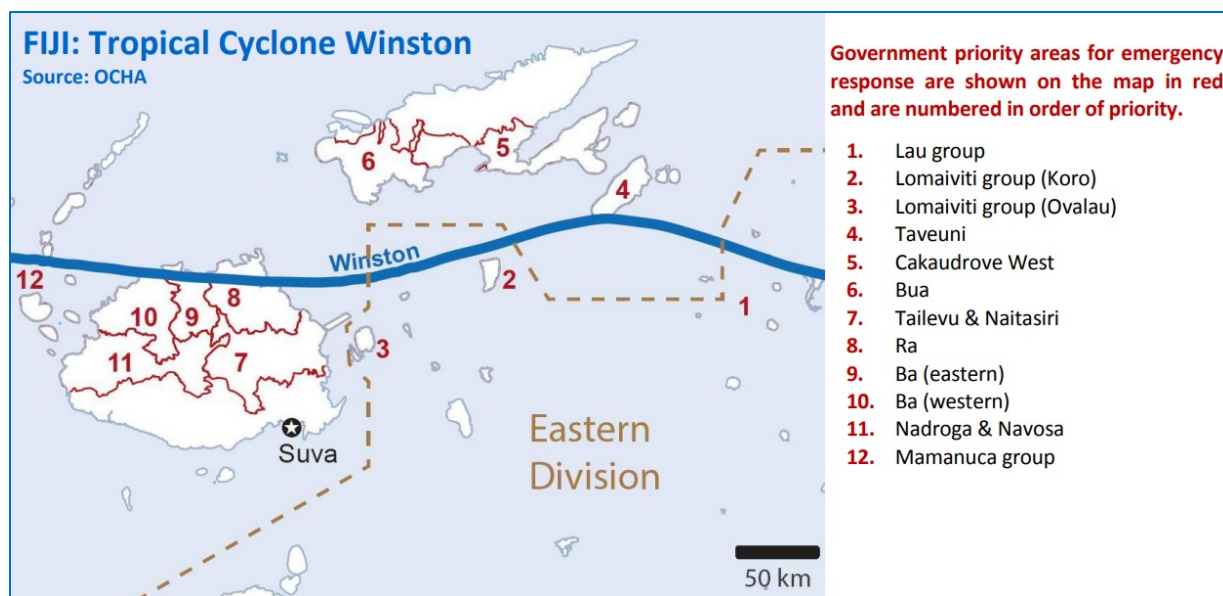 FIJI: Tropical Cyclone Winston
Source: OCHA
5
6
4
Winston
12
2
8
10
9
1
3
11
7
Suva
Eastern
Division
50 km
Government priority areas for emergency
response are shown on the map in red
and are numbered in order of priority.
1. Lau group
2. Lomaiviti group (Koro)
3. Lomaiviti group (Ovalau)
4. Taveuni
5. Cakaudrove West
6. Bua
7. Tailevu & Naitasiri
8. Ra
9. Ba (eastern)
10. Ba (western)
11. Nadroga & Navosa
12. Mamanuca group